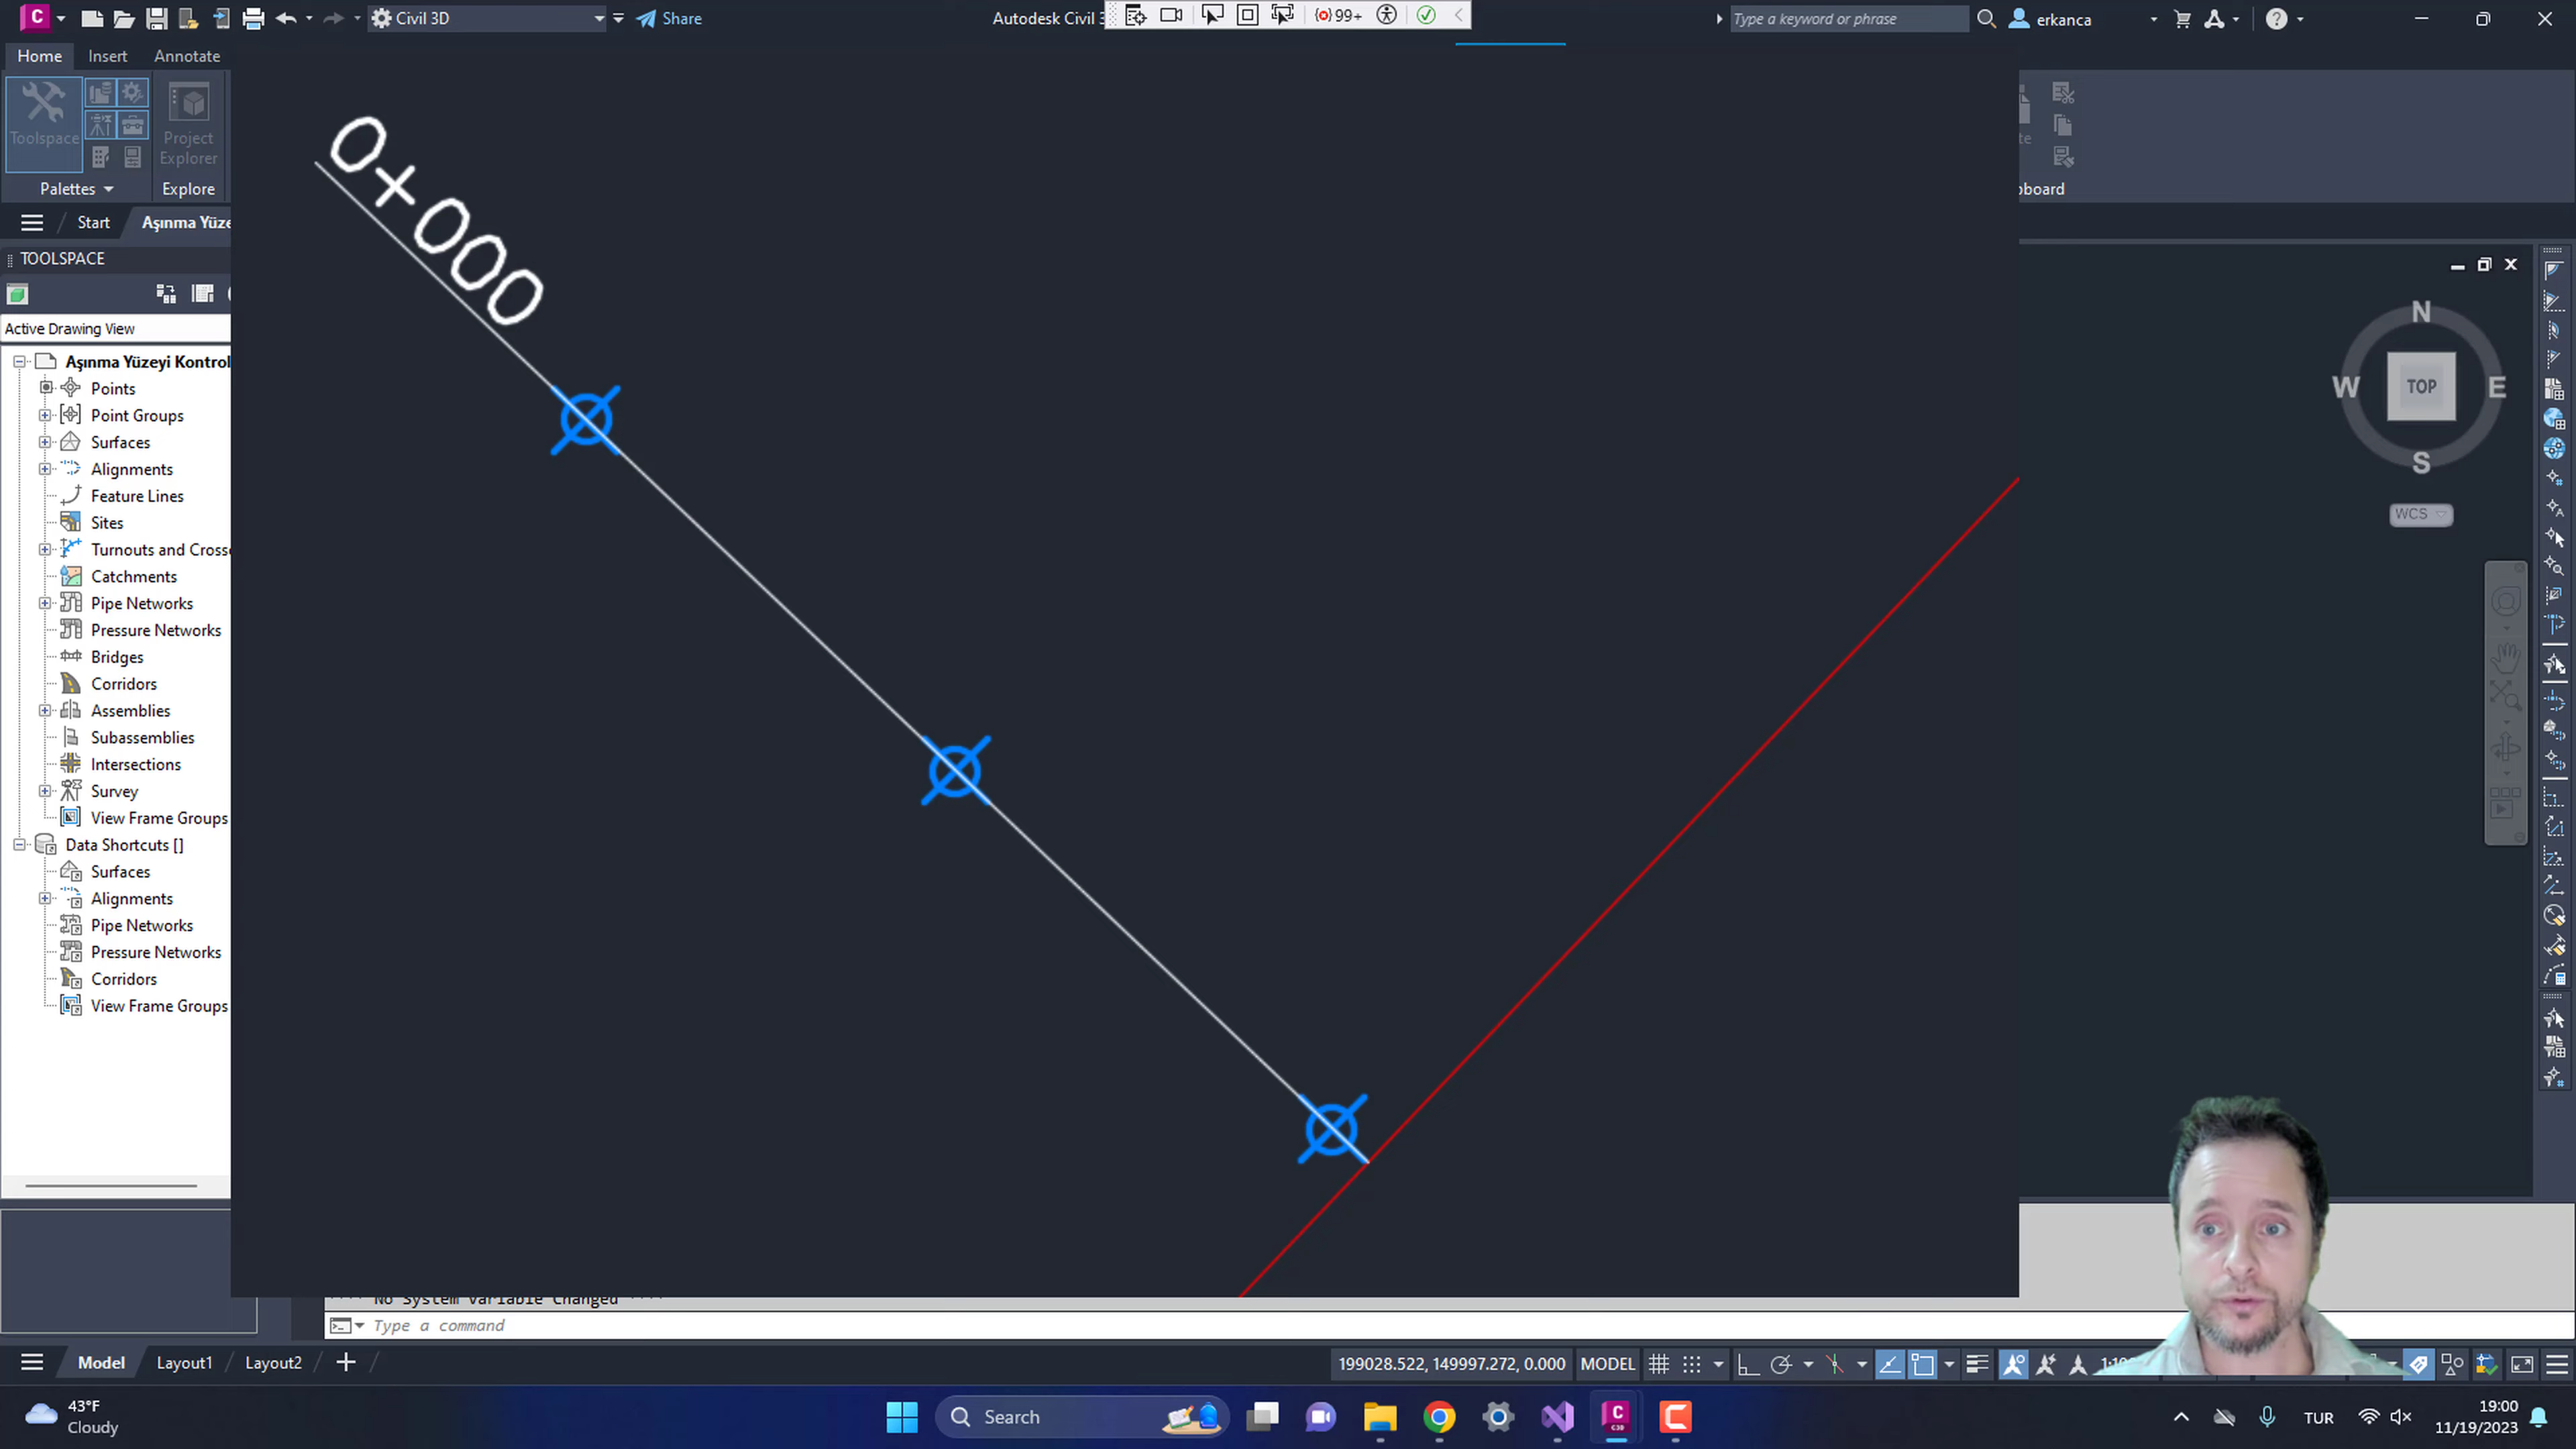 Civil 3D
Share
Autodesk Civil 3
99+
Type a keyword or phrase
erkanca
Home
Insert
Annotate
Toolspace
Project
Explorer
te
Palettes
Explore
pboard
Start
Aşınma Yüze
TOOLSPACE
Active Drawing View
Aşınma Yüzeyi Kontrol
Points
Point Groups
Surfaces
Alignments
Feature Lines
Sites
Turnouts and Cross
Catchments
Pipe Networks
Pressure Networks
Bridges
Corridors
Assemblies
Subassemblies
Intersections
Survey
View Frame Groups
Data Shortcuts []
Surfaces
Alignments
Pipe Networks
Pressure Networks
Corridors
View Frame Groups
0+000
N
W
TOP
E
S
WCS
No System Variable Changed
Type a command
Model
Layout1
Layout2
199028.522, 149997.272, 0.000
MODEL
43°F
Cloudy
Search
TUR
19:00
11/19/2023